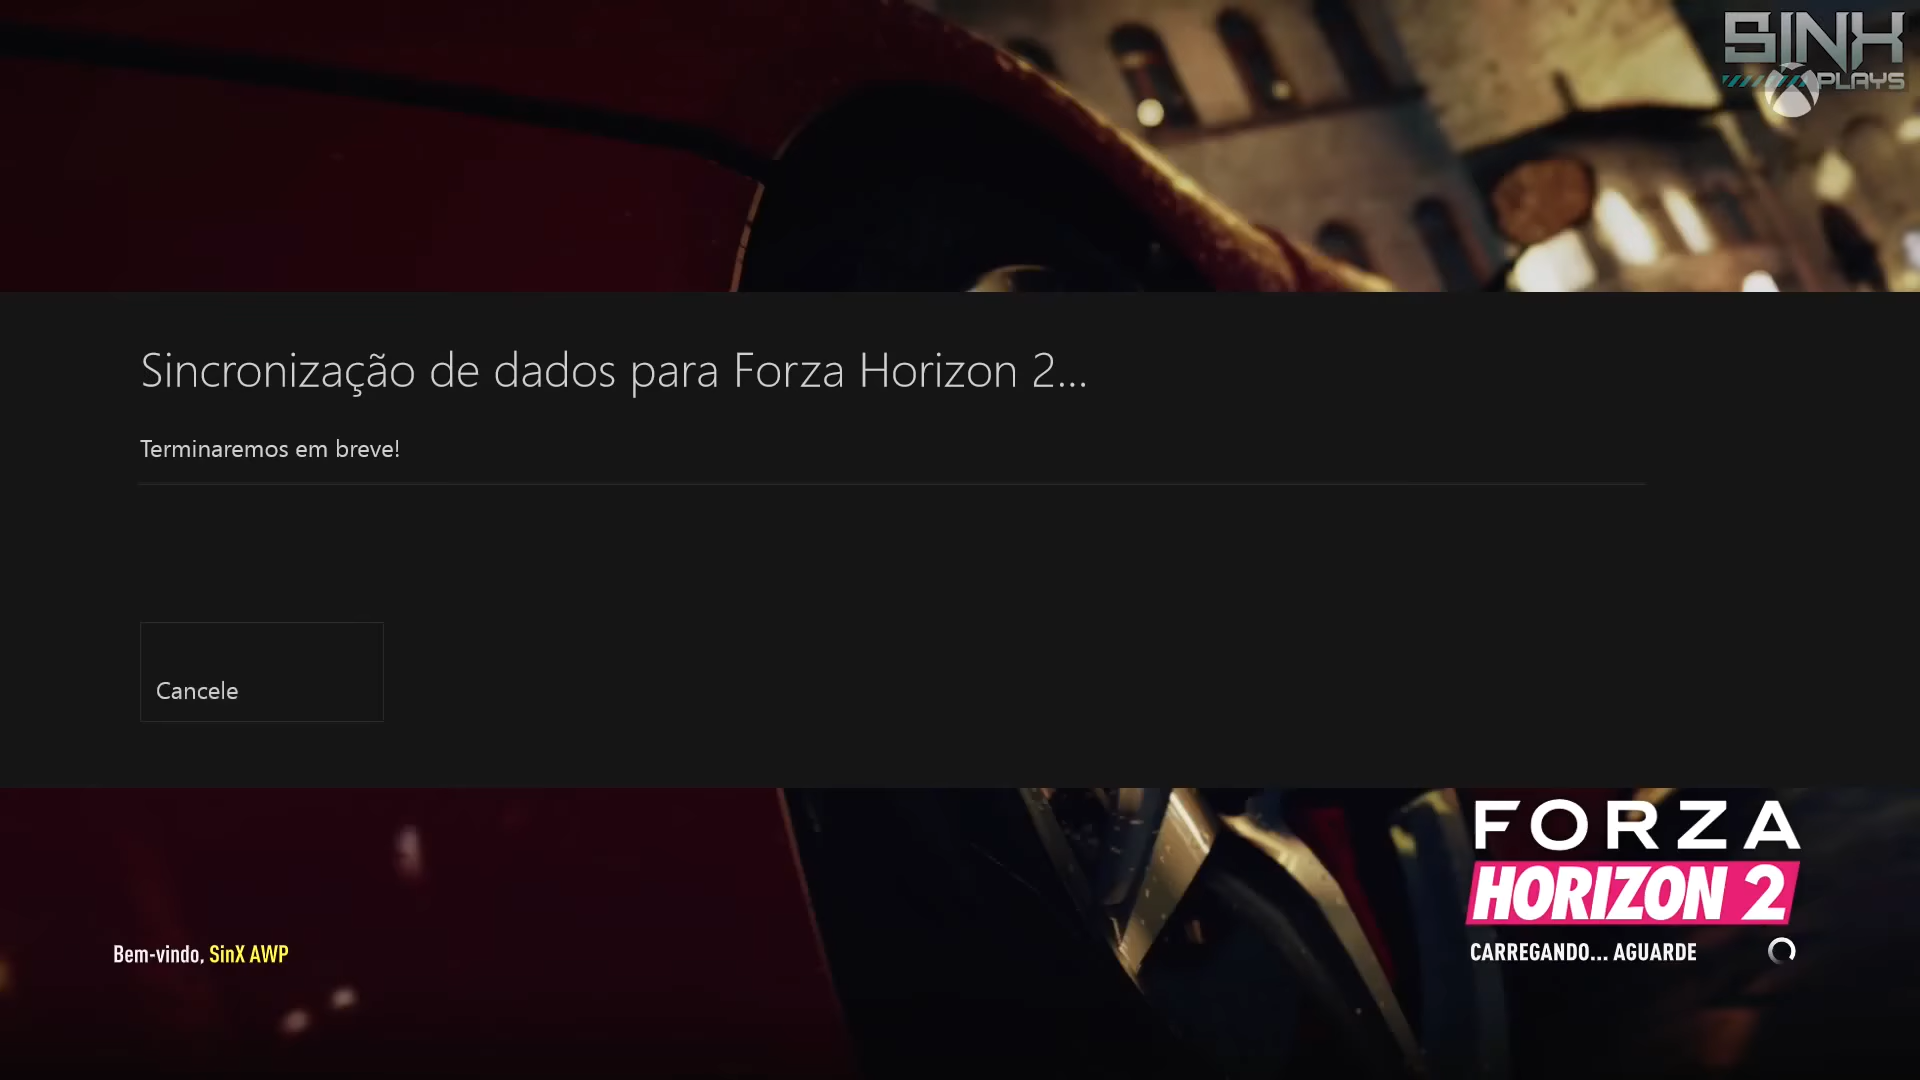 SINX
PLAYS
Sincronização de dados para Forza Horizon 2...
Terminaremos em breve!
Cancele
FORZA
HORIZON 2
Bem-vindo, SinX AWP
CARREGANDO... AGUARDE